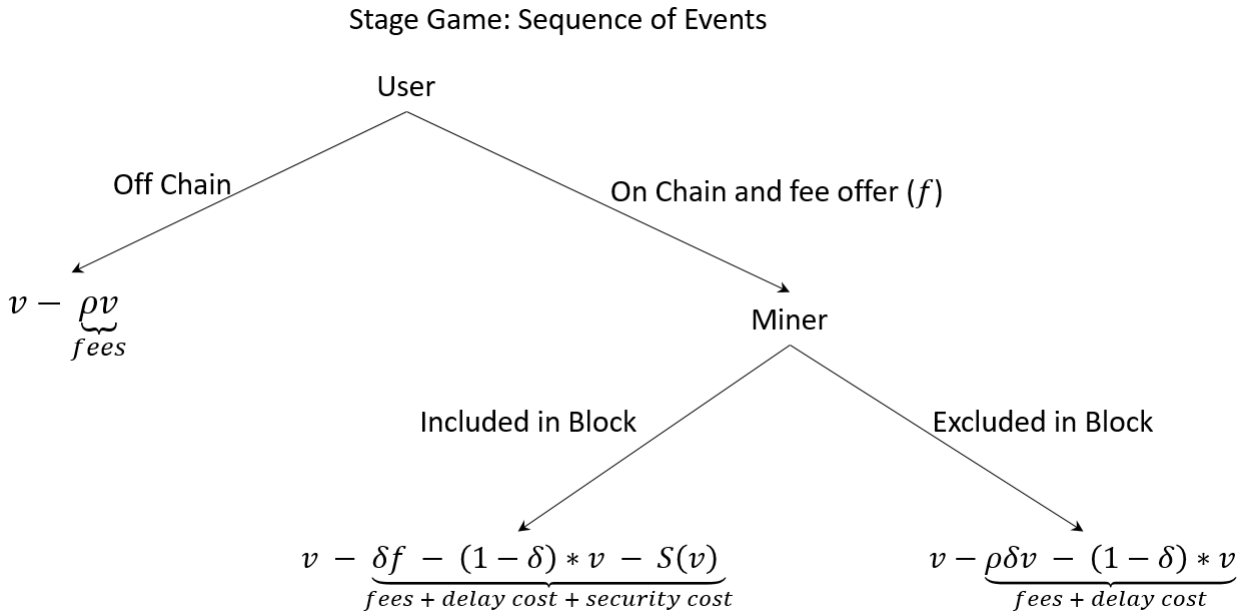 Stage Game: Sequence of Events
User
Off Chain
On Chain and fee offer (f)
v − ρv
fees
Miner
Included in Block
Excluded in Block
v − δf − (1 − δ) ∗ v − S(v)
fees + delay cost + security cost
v − ρδv − (1 − δ) ∗ v
fees + delay cost